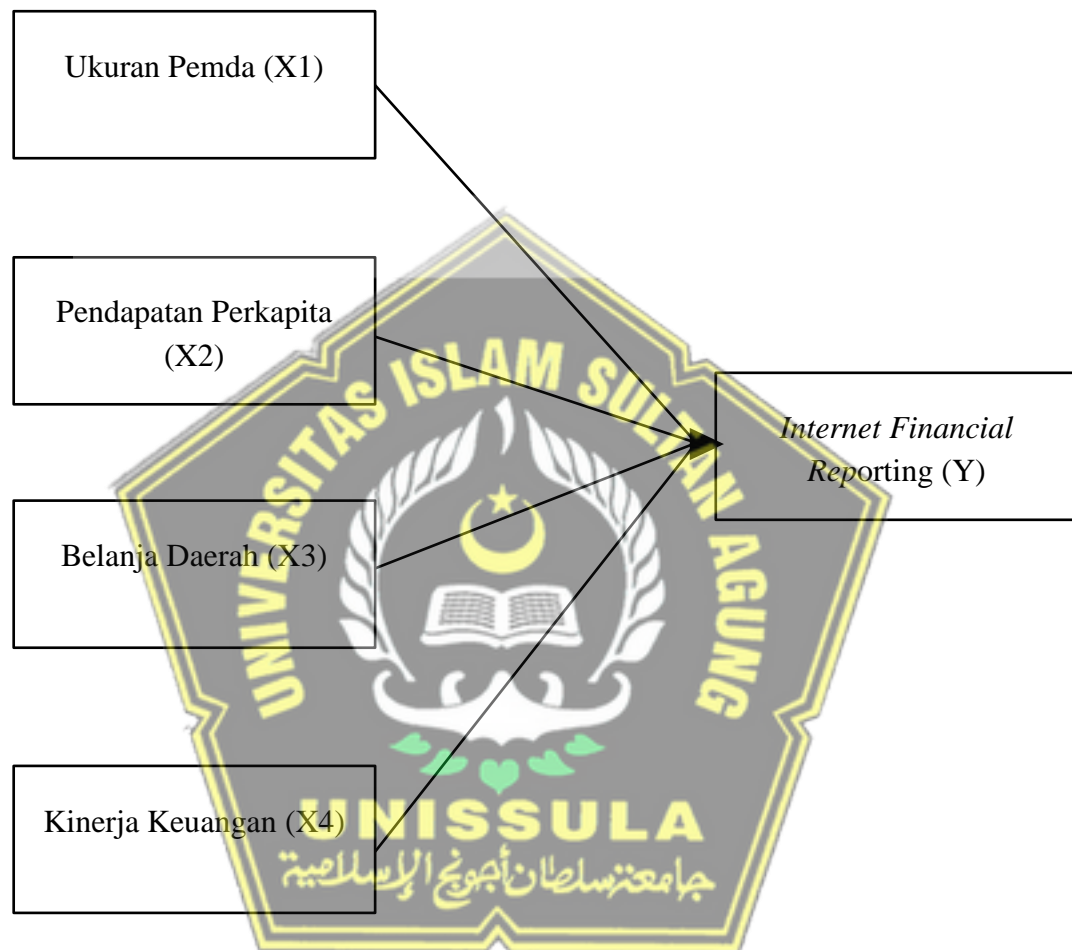 Ukuran Pemda (X1)
Pendapatan Perkapita
(X2)
Belanja Daerah (X3)
Kinerja Keuangan (X4)
Internet Financial
Reporting (Y)
UNIVERSITAS ISLAM SULTAN AGUNG
UNISSULA
جامعة سلطان أجونج الإسلامية